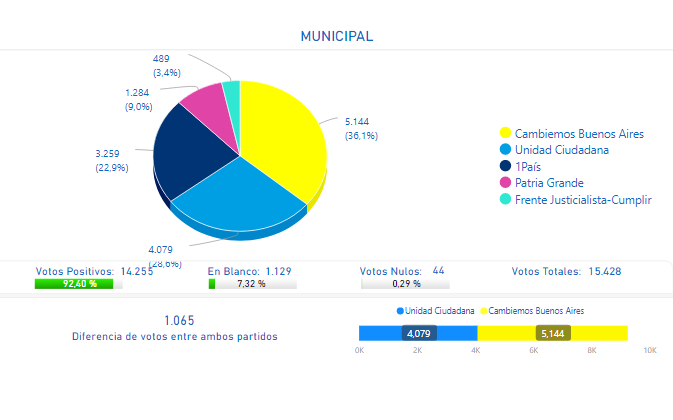 MUNICIPAL
489
(3,4%)
1.284
(9,0%)
5.144
(36,1%)
3.259
(22,9%)
4.079
(28,6%)
Cambiemos Buenos Aires
Unidad Ciudadana
1País
Patria Grande
Frente Justicialista-Cumplir
Votos Positivos: 14.255
92,40 %
En Blanco: 1.129
7,32 %
Votos Nulos: 44
0,29 %
Votos Totales: 15.428
1.065
Diferencia de votos entre ambos partidos
Unidad Ciudadana Cambiemos Buenos Aires
4,079 5,144
0K 2K 4K 6K 8K 10K